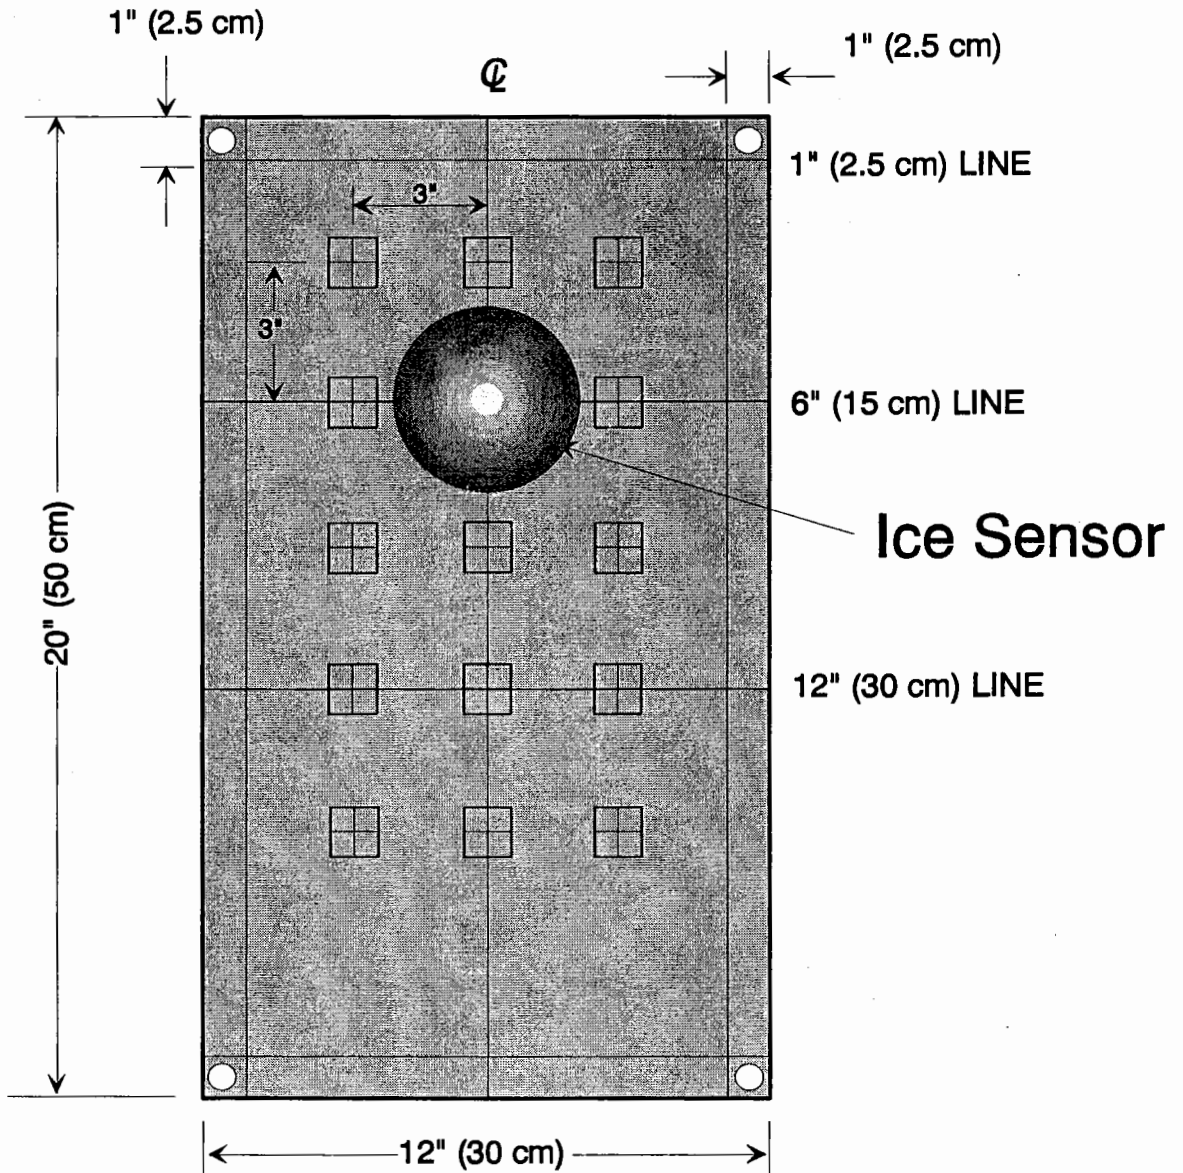 1" (2.5 cm)
℄
1" (2.5 cm)
1" (2.5 cm) LINE
3"
3"
6" (15 cm) LINE
Ice Sensor
20" (50 cm)
12" (30 cm) LINE
12" (30 cm)